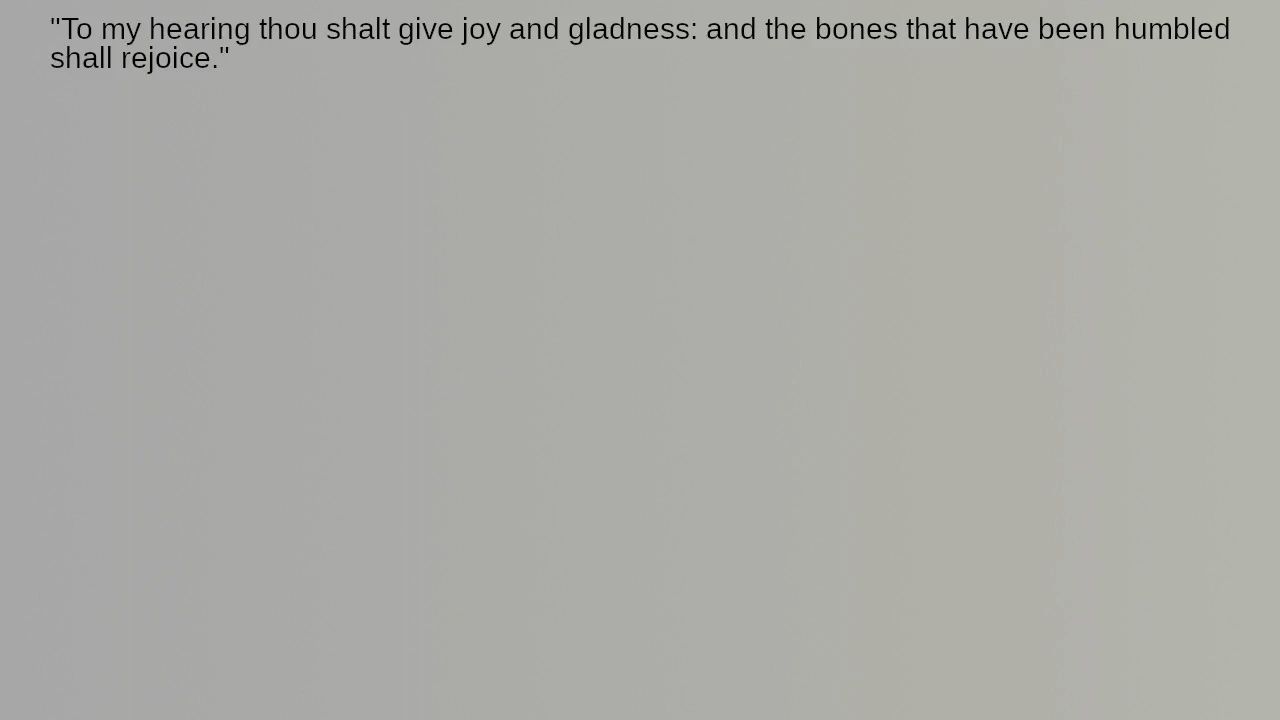 "To my hearing thou shalt give joy and gladness: and the bones that have been humbled
shall rejoice."